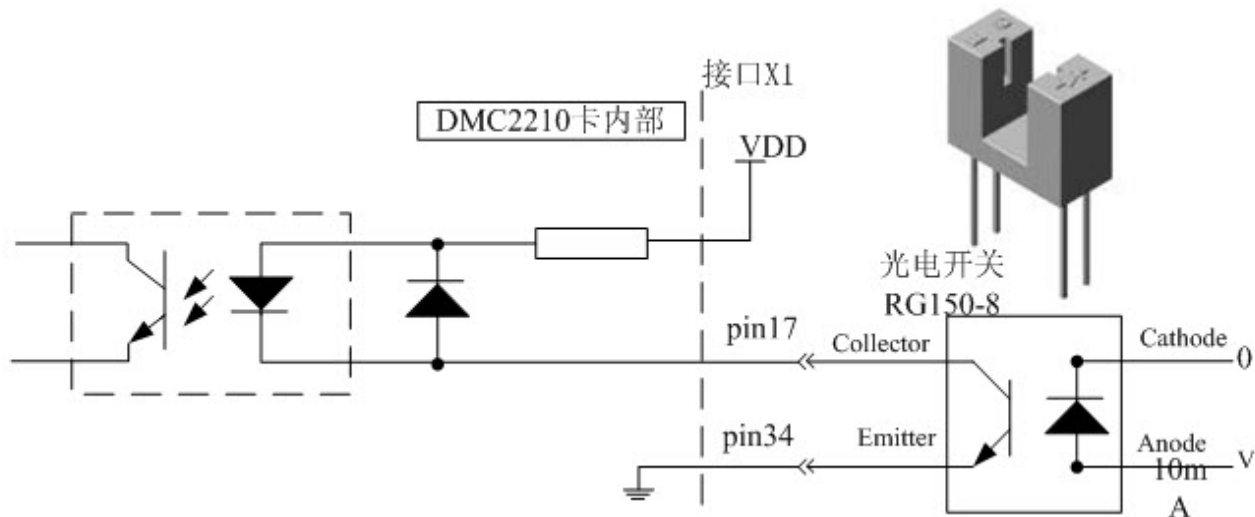 接口X1
DMC2210卡内部
VDD
光电开关
RG150-8
pin17
Collector
Cathode
0
pin34
Emitter
Anode
V
10m
A